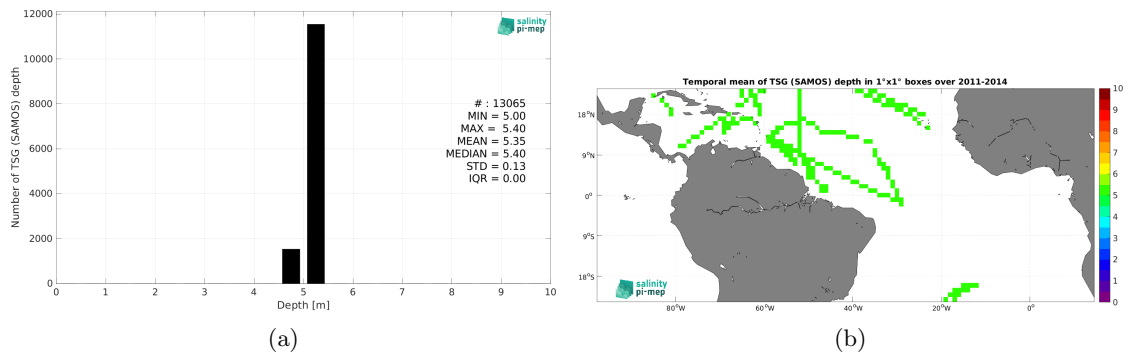 salinity
pi-mep
12000
10000
8000
6000
4000
2000
0
Number of TSG (SAMOS) depth
# : 13065
MIN = 5.00
MAX = 5.40
MEAN = 5.35
MEDIAN = 5.40
STD = 0.13
IQR = 0.00
0 1 2 3 4 5 6 7 8 9 10
Depth [m]
(a)
Temporal mean of TSG (SAMOS) depth in 1°x1° boxes over 2011-2014
18°N
9°N
0°
9°S
18°S
80°W 60°W 40°W 20°W 0°
salinity
pi-mep
10
9
8
7
6
5
4
3
2
1
0
(b)